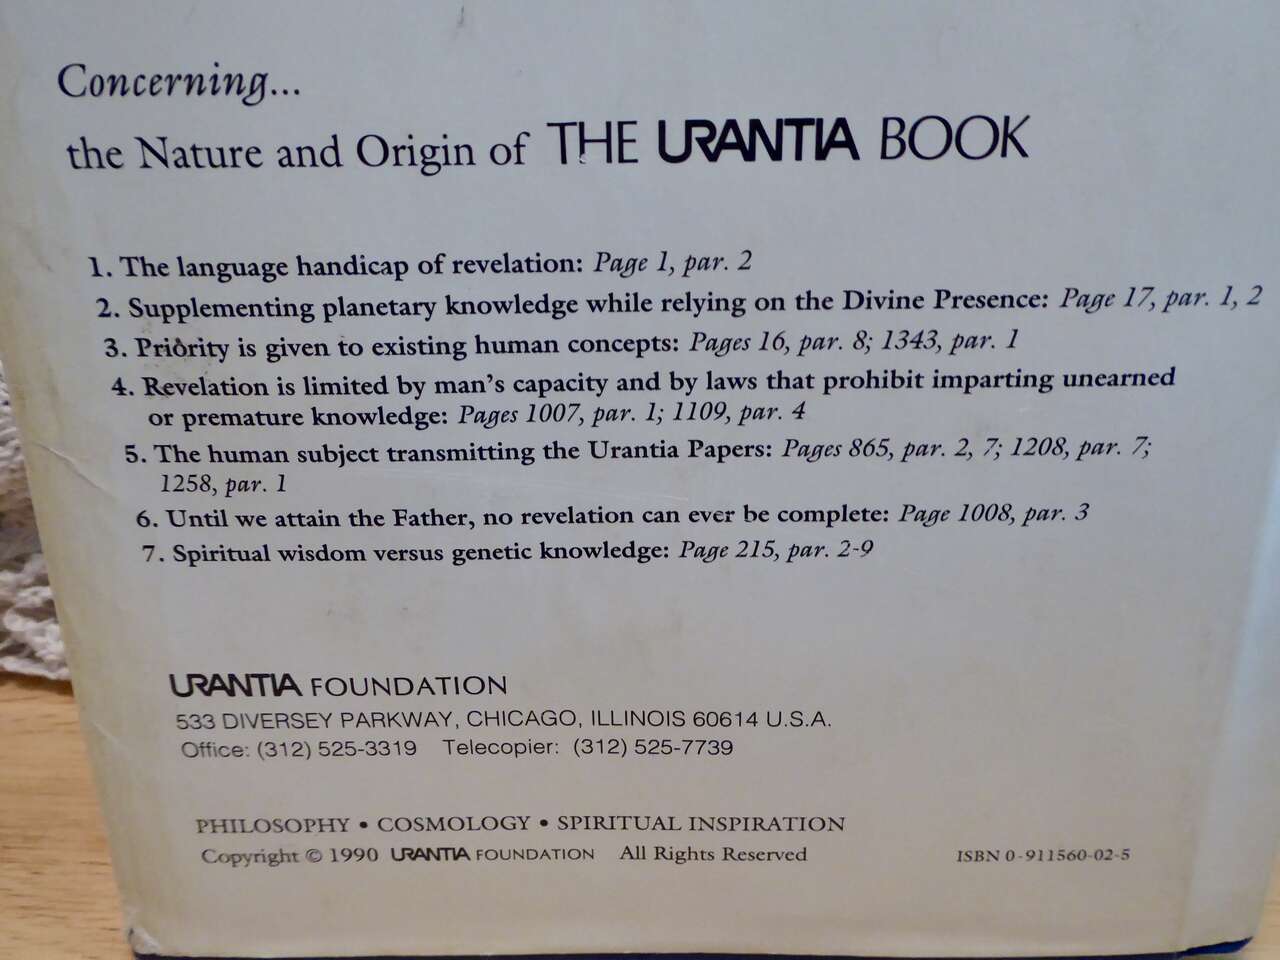 Concerning...
the Nature and Origin of THE URANTIA BOOK
1. The language handicap of revelation: Page 1, par. 2
2. Supplementing planetary knowledge while relying on the Divine Presence: Page 17, par. 1, 2
3. Priority is given to existing human concepts: Pages 16, par. 8; 1343, par. 1
4. Revelation is limited by man's capacity and by laws that prohibit imparting unearned
or premature knowledge: Pages 1007, par. 1; 1109, par. 4
5. The human subject transmitting the Urantia Papers: Pages 865, par. 2, 7; 1208, par. 7;
1258, par. 1
6. Until we attain the Father, no revelation can ever be complete: Page 1008, par. 3
7. Spiritual wisdom versus genetic knowledge: Page 215, par. 2-9
URANTIA FOUNDATION
533 DIVERSEY PARKWAY, CHICAGO, ILLINOIS 60614 U.S.A.
Office: (312) 525-3319 Telecopier: (312) 525-7739
PHILOSOPHY • COSMOLOGY • SPIRITUAL INSPIRATION
Copyright © 1990 URANTIA FOUNDATION All Rights Reserved ISBN 0-911560-02-5